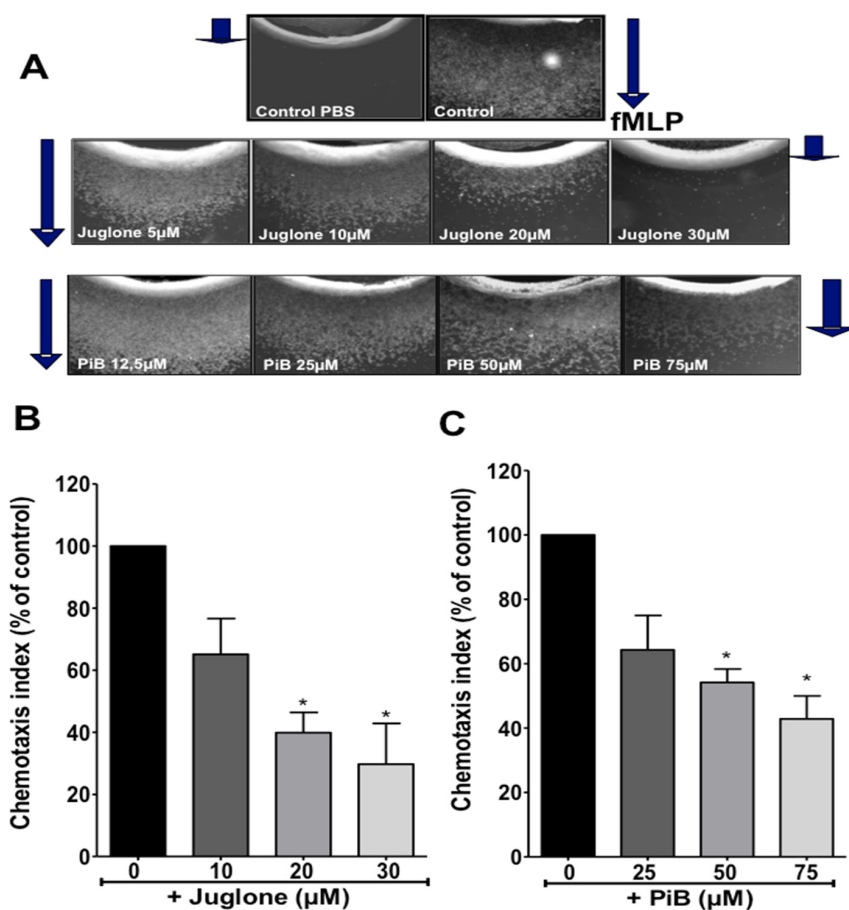 A
Control PBS
Control
fMLP
Juglone 5µM
Juglone 10µM
Juglone 20µM
Juglone 30µM
PiB 12,5µM
PiB 25µM
PiB 50µM
PiB 75µM
B
Chemotaxis index (% of control)
120
100
80
60
40
20
0
*
*
0 10 20 30
+ Juglone (µM)
C
Chemotaxis index (% of control)
120
100
80
60
40
20
0
*
*
0 25 50 75
+ PiB (µM)